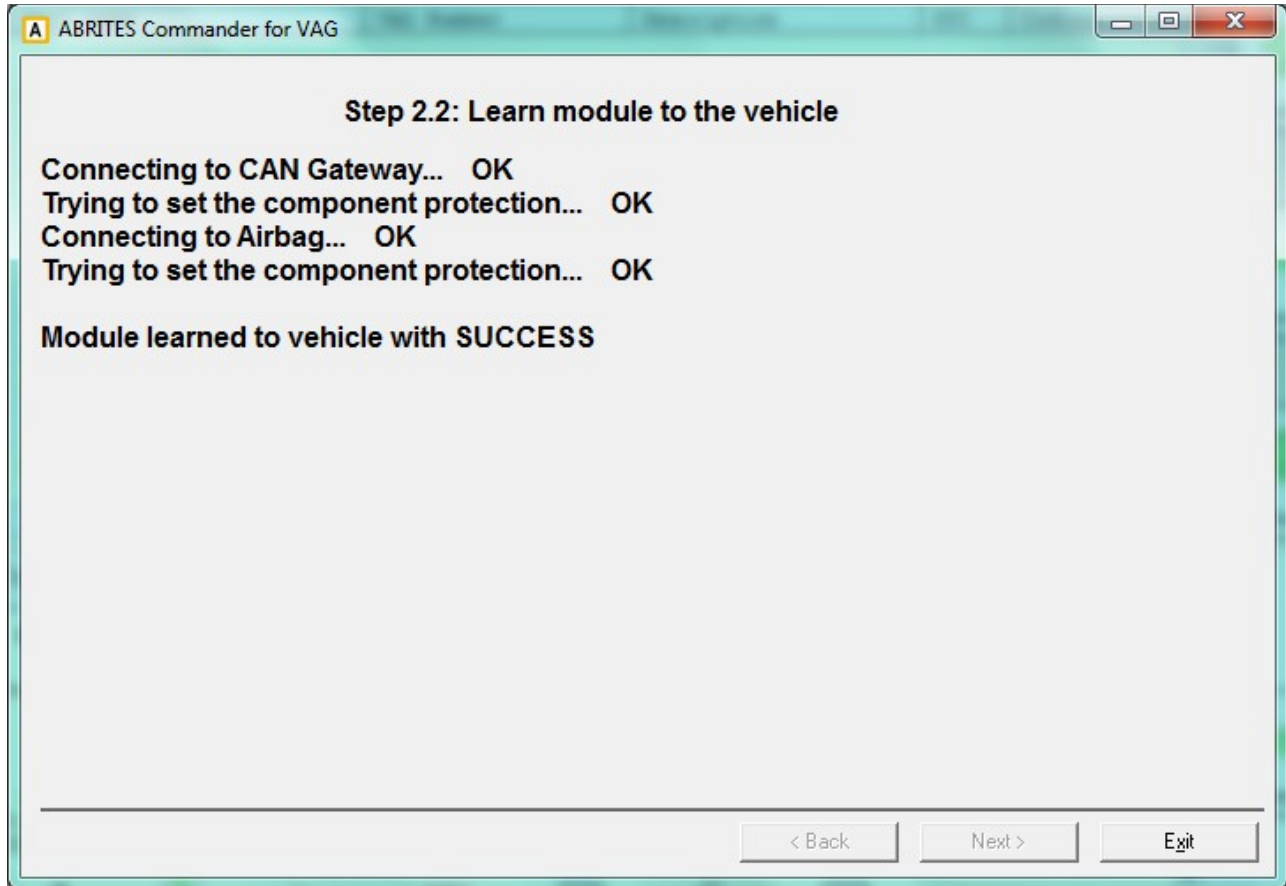 A ABRITES Commander for VAG
Step 2.2: Learn module to the vehicle
Connecting to CAN Gateway... OK
Trying to set the component protection... OK
Connecting to Airbag... OK
Trying to set the component protection... OK
Module learned to vehicle with SUCCESS
< Back Next > Exit